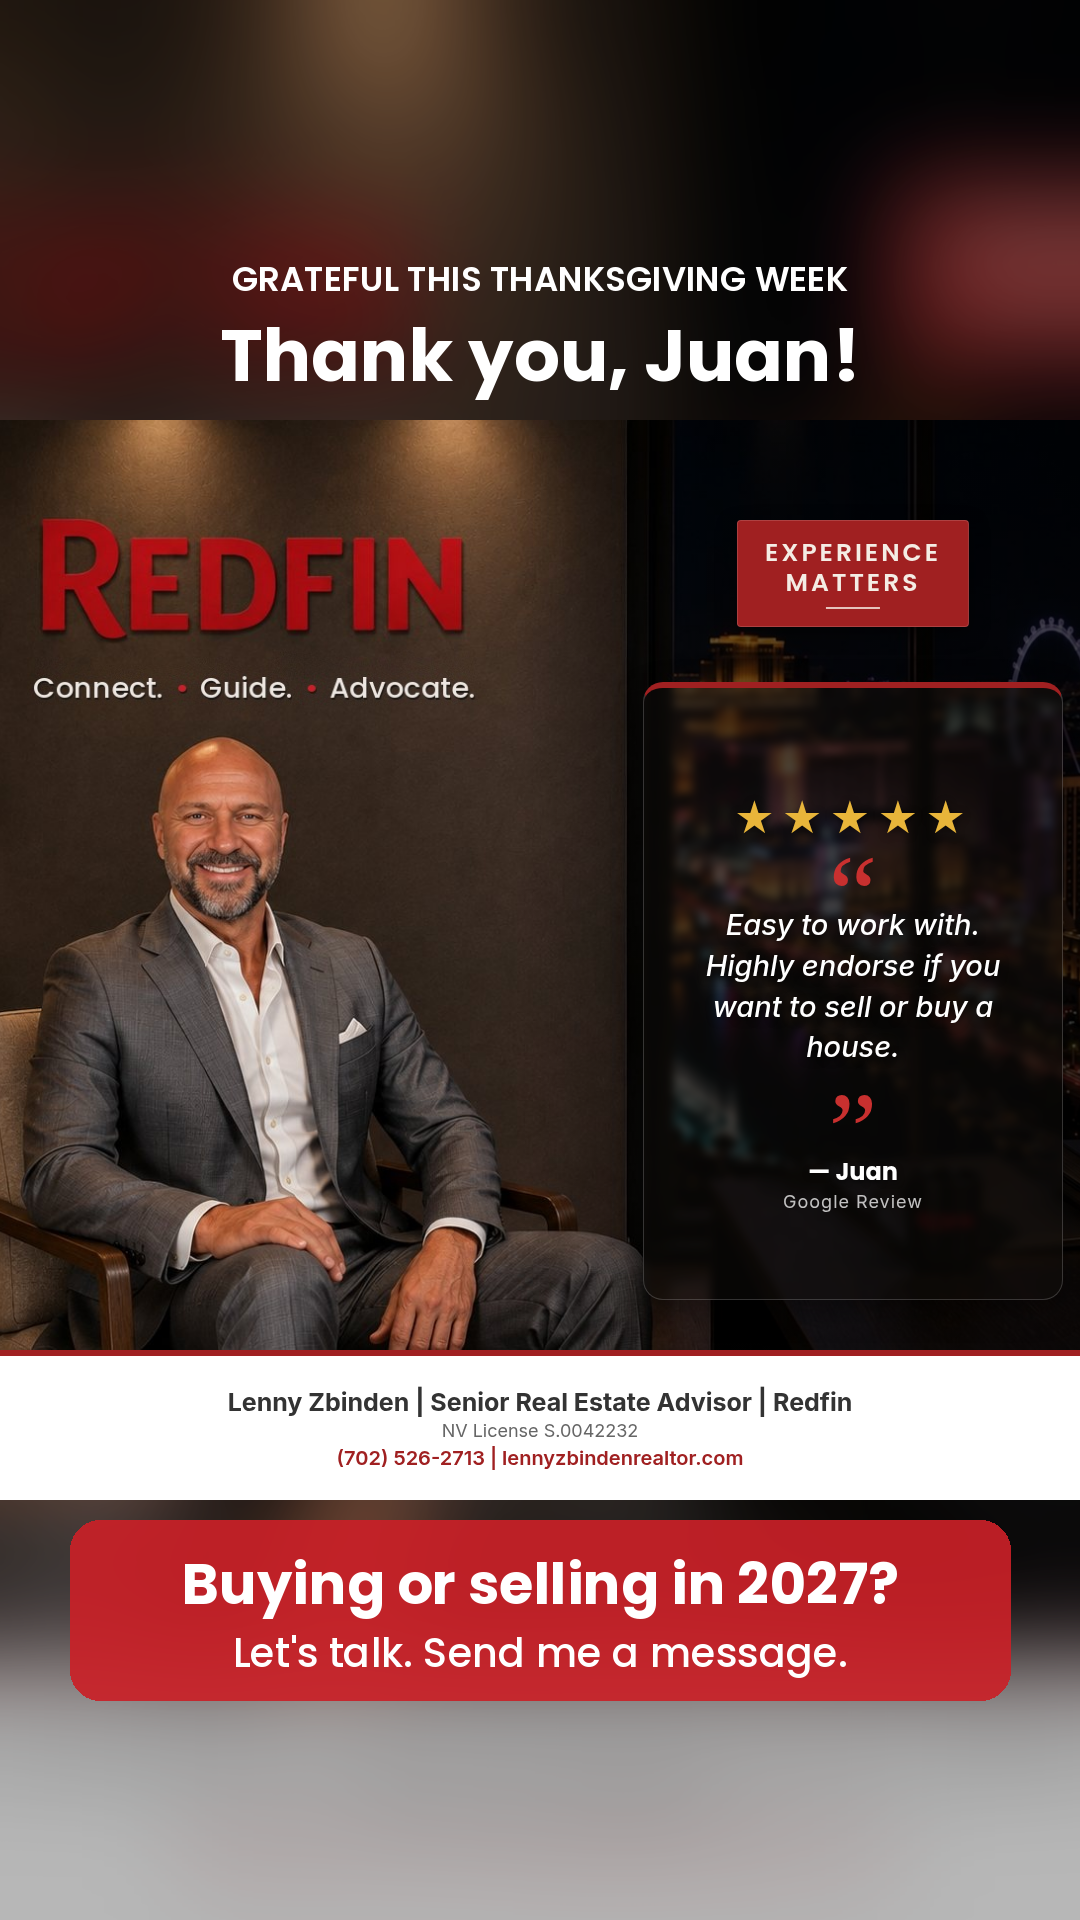 GRATEFUL THIS THANKSGIVING WEEK
Thank you, Juan!
REDFIN
Connect. • Guide. • Advocate.
EXPERIENCE
MATTERS
★★★★★
“
Easy to work with.
Highly endorse if you
want to sell or buy a
house.
”
— Juan
Google Review
Lenny Zbinden | Senior Real Estate Advisor | Redfin
NV License S.0042232
(702) 526-2713 | lennyzbindenrealtor.com
Buying or selling in 2027?
Let's talk. Send me a message.